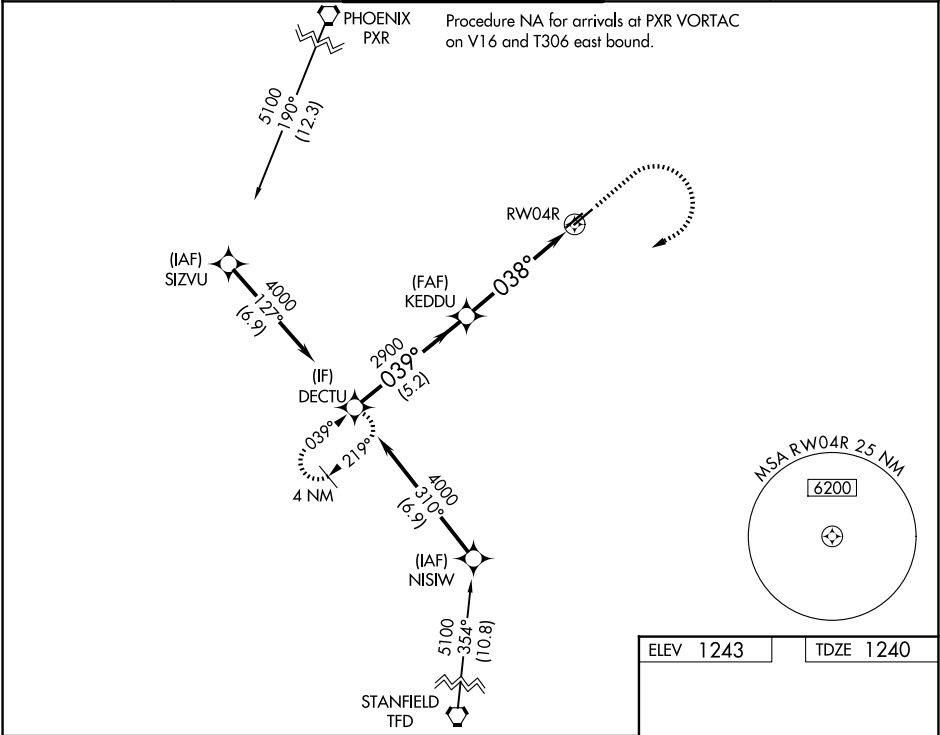 PHOENIX
PXR
Procedure NA for arrivals at PXR VORTAC
on V16 and T306 east bound.
5100
190°
(12.3)
RW04R
(IAF)
SIZVU
4000
127°
(6.9)
(FAF)
KEDDU
038°
2900
039°
(5.2)
(IF)
DECTU
039°
219°
4 NM
4000
310°
(6.9)
(IAF)
NISIW
MSA RW04R 25 NM
6200
5100
354°
(10.8)
STANFIELD
TFD
ELEV 1243
TDZE 1240